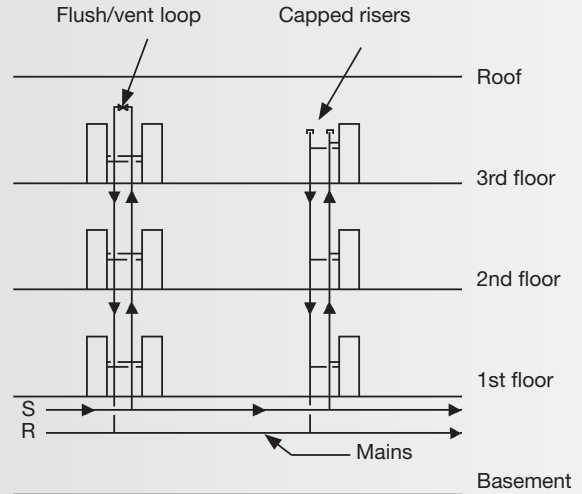 Flush/vent loop
Capped risers
Roof
3rd floor
2nd floor
1st floor
S
R
Mains
Basement